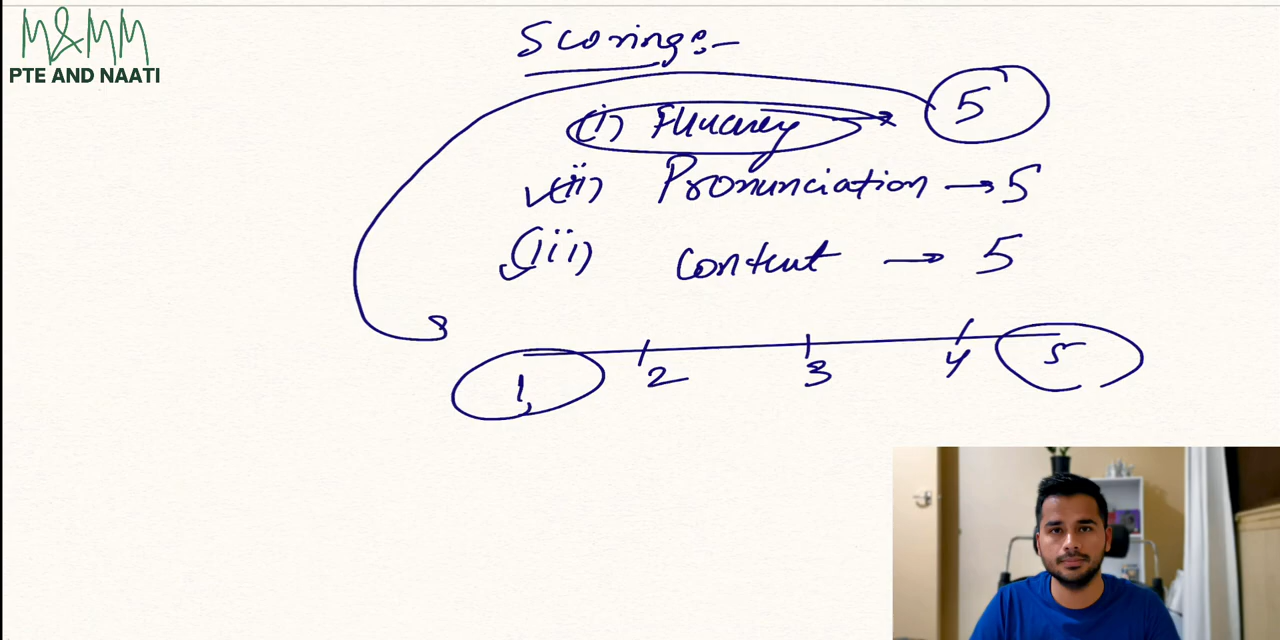 M&MM
PTE AND NAATI
Scoring:-
(i) Fluency → 5
(ii) Pronunciation → 5
(iii) Content → 5
1 2 3 4 5